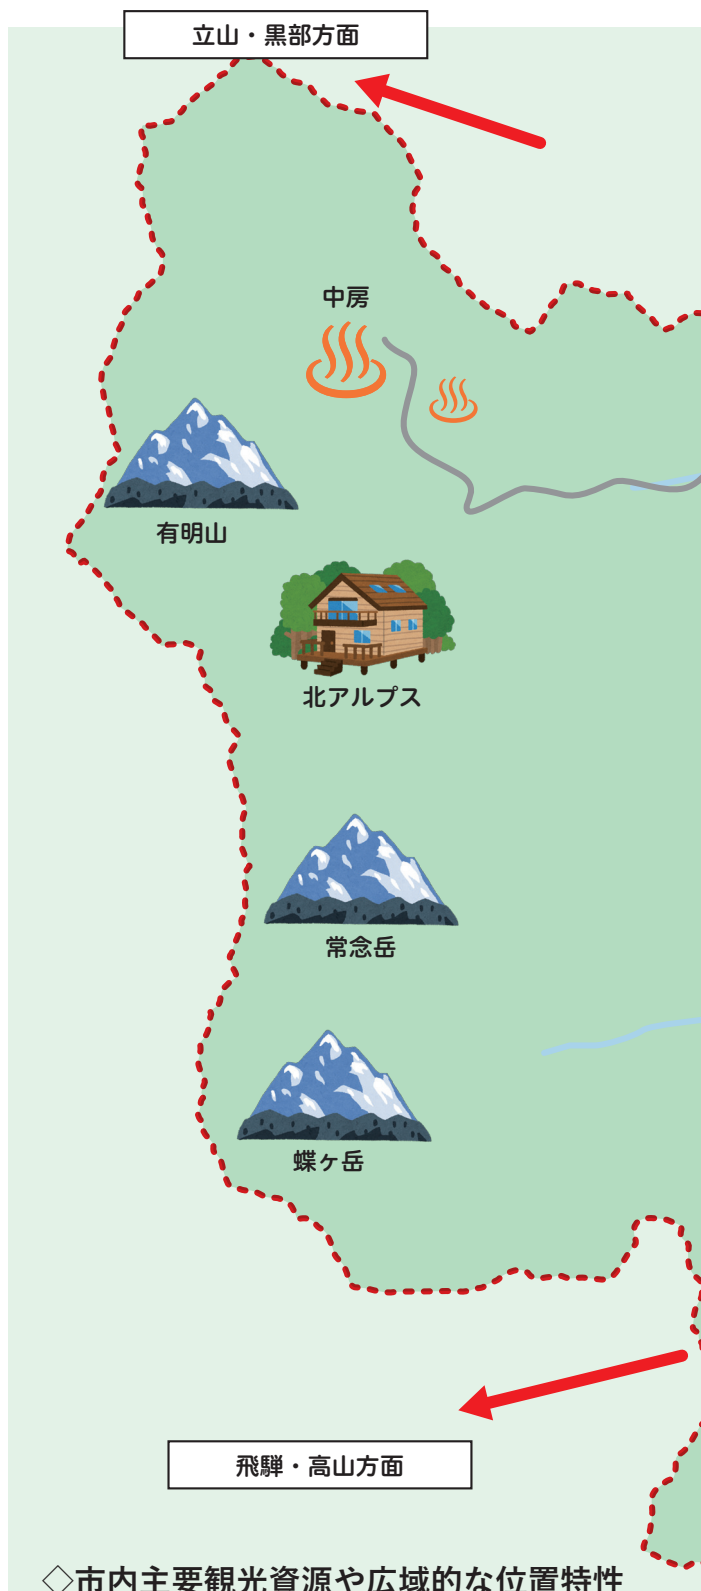 立山・黒部方面
中房
有明山
北アルプス
常念岳
蝶ヶ岳
飛騨・高山方面
◇市内主要観光資源や広域的な位置特性